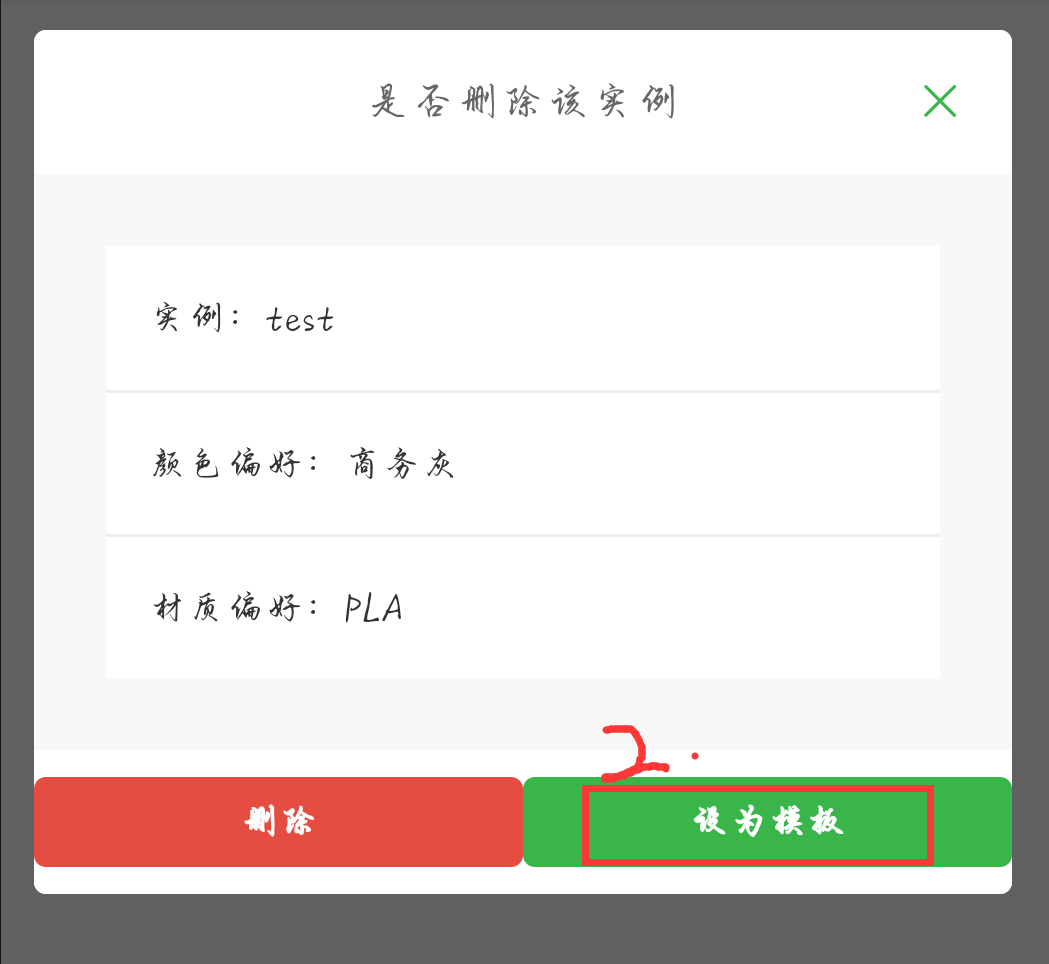 是否删除该实例
实例: test
颜色偏好: 商务灰
材质偏好: PLA
2.
删除
设为模板